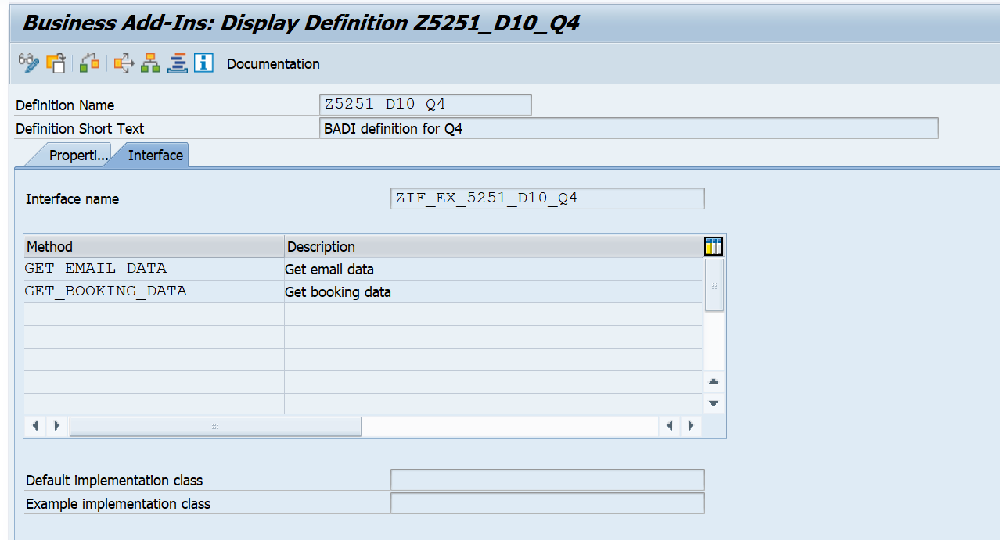 Business Add-Ins: Display Definition Z5251_D10_Q4
Documentation
Definition Name Z5251_D10_Q4
Definition Short Text BADI definition for Q4
Properti... Interface
Interface name ZIF_EX_5251_D10_Q4
Method Description
GET_EMAIL_DATA Get email data
GET_BOOKING_DATA Get booking data
Default implementation class
Example implementation class